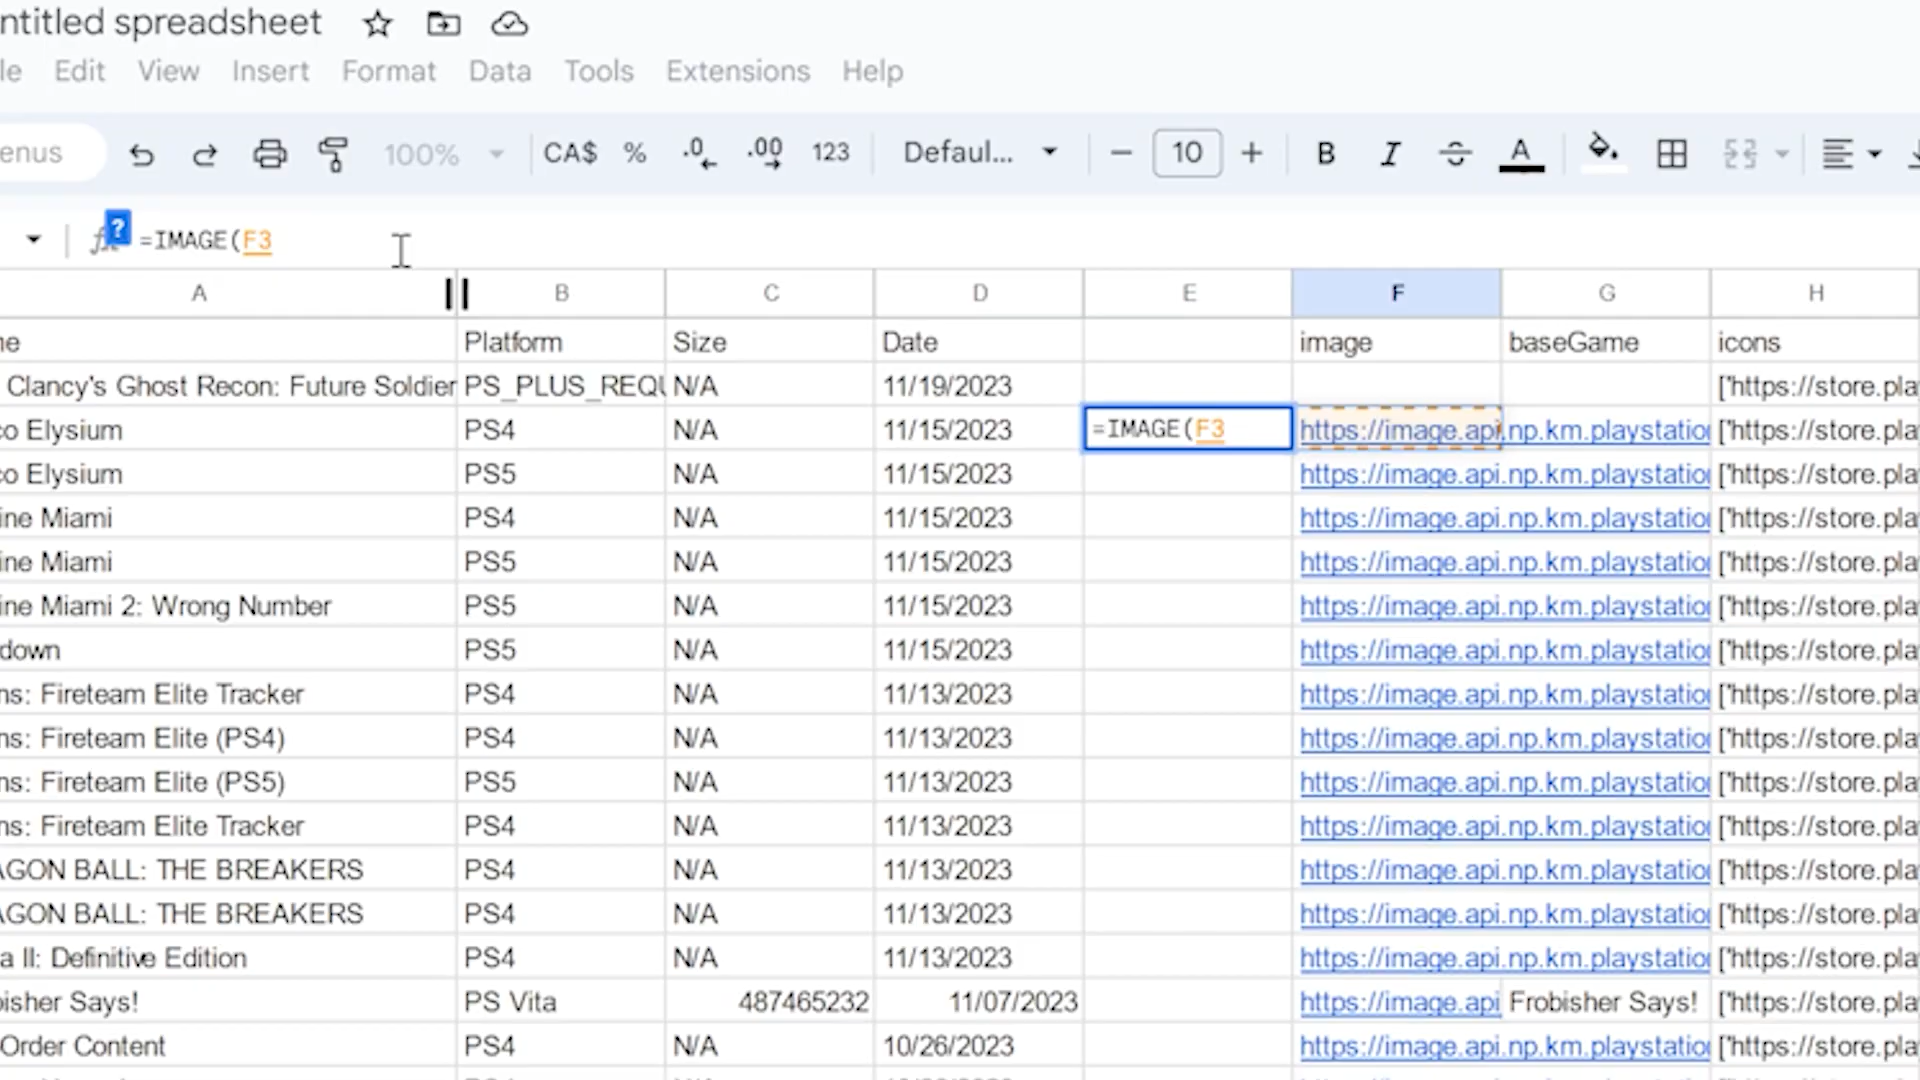 ntitled spreadsheet
le Edit View Insert Format Data Tools Extensions Help
enus 100% CA$ % .0 .00 123 Defaul... 10 B I A
fx ? =IMAGE(F3
A B C D E F G H
ne Platform Size Date image baseGame icons
Clancy's Ghost Recon: Future Soldier PS_PLUS_REQU N/A 11/19/2023 ['https://store.pla
co Elysium PS4 N/A 11/15/2023 =IMAGE(F3 https://image.api.np.km.playstatio ['https://store.pla
co Elysium PS5 N/A 11/15/2023 https://image.api.np.km.playstatio ['https://store.pla
ine Miami PS4 N/A 11/15/2023 https://image.api.np.km.playstatio ['https://store.pla
ine Miami PS5 N/A 11/15/2023 https://image.api.np.km.playstatio ['https://store.pla
ine Miami 2: Wrong Number PS5 N/A 11/15/2023 https://image.api.np.km.playstatio ['https://store.pla
down PS5 N/A 11/15/2023 https://image.api.np.km.playstatio ['https://store.pla
ns: Fireteam Elite Tracker PS4 N/A 11/13/2023 https://image.api.np.km.playstatio ['https://store.pla
ns: Fireteam Elite (PS4) PS4 N/A 11/13/2023 https://image.api.np.km.playstatio ['https://store.pla
ns: Fireteam Elite (PS5) PS5 N/A 11/13/2023 https://image.api.np.km.playstatio ['https://store.pla
ns: Fireteam Elite Tracker PS4 N/A 11/13/2023 https://image.api.np.km.playstatio ['https://store.pla
AGON BALL: THE BREAKERS PS4 N/A 11/13/2023 https://image.api.np.km.playstatio ['https://store.pla
AGON BALL: THE BREAKERS PS4 N/A 11/13/2023 https://image.api.np.km.playstatio ['https://store.pla
a II: Definitive Edition PS4 N/A 11/13/2023 https://image.api.np.km.playstatio ['https://store.pla
bisher Says! PS Vita 487465232 11/07/2023 https://image.api Frobisher Says! ['https://store.pla
Order Content PS4 N/A 10/26/2023 https://image.api.np.km.playstatio ['https://store.pla